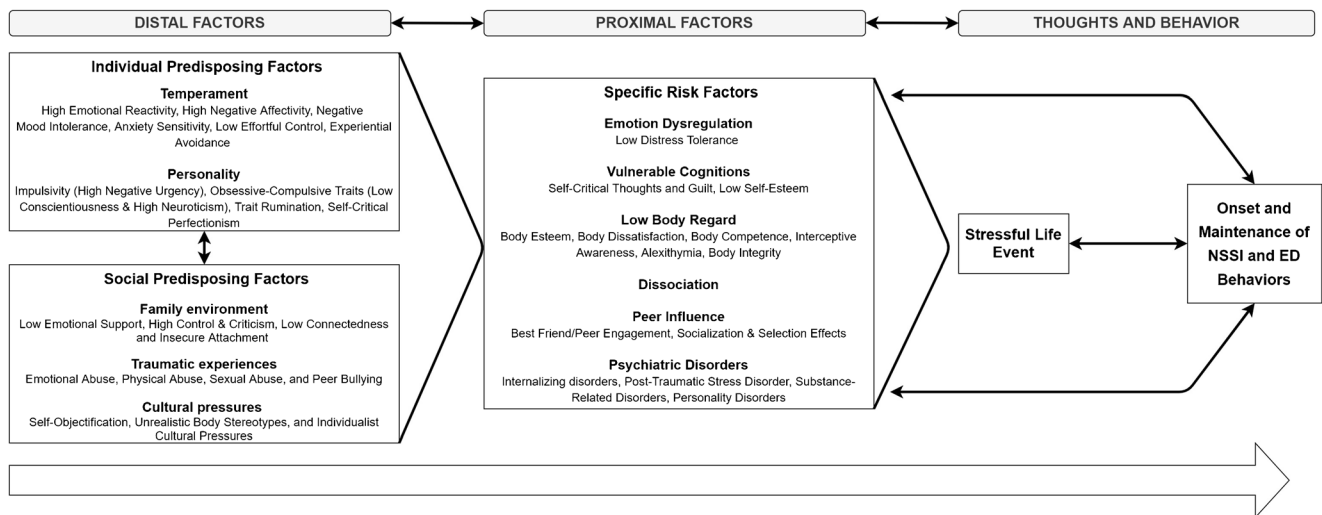 DISTAL FACTORS
PROXIMAL FACTORS
THOUGHTS AND BEHAVIOR
Individual Predisposing Factors
Temperament
High Emotional Reactivity, High Negative Affectivity, Negative
Mood Intolerance, Anxiety Sensitivity, Low Effortful Control, Experiential
Avoidance
Personality
Impulsivity (High Negative Urgency), Obsessive-Compulsive Traits (Low
Conscientiousness & High Neuroticism), Trait Rumination, Self-Critical
Perfectionism
Social Predisposing Factors
Family environment
Low Emotional Support, High Control & Criticism, Low Connectedness
and Insecure Attachment
Traumatic experiences
Emotional Abuse, Physical Abuse, Sexual Abuse, and Peer Bullying
Cultural pressures
Self-Objectification, Unrealistic Body Stereotypes, and Individualist
Cultural Pressures
Specific Risk Factors
Emotion Dysregulation
Low Distress Tolerance
Vulnerable Cognitions
Self-Critical Thoughts and Guilt, Low Self-Esteem
Low Body Regard
Body Esteem, Body Dissatisfaction, Body Competence, Interceptive
Awareness, Alexithymia, Body Integrity
Dissociation
Peer Influence
Best Friend/Peer Engagement, Socialization & Selection Effects
Psychiatric Disorders
Internalizing disorders, Post-Traumatic Stress Disorder, Substance-
Related Disorders, Personality Disorders
Stressful Life
Event
Onset and
Maintenance of
NSSI and ED
Behaviors